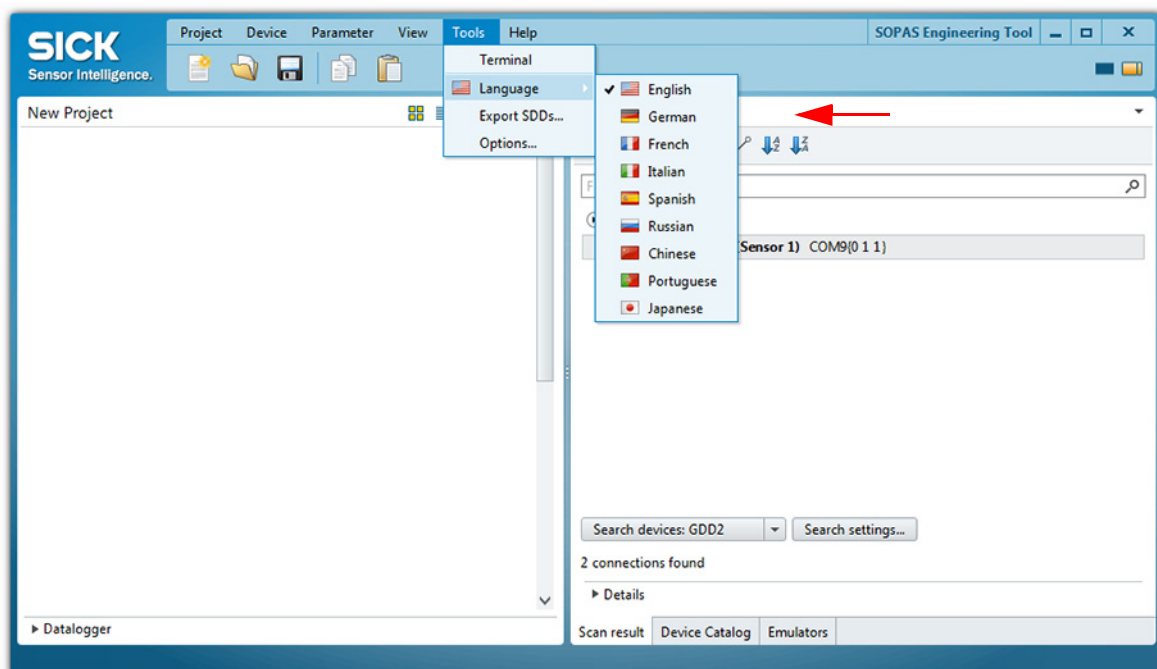 SICK
Sensor Intelligence.
Project Device Parameter View Tools Help
SOPAS Engineering Tool
Terminal
Language
Export SDDs...
Options...
English
German
French
Italian
Spanish
Russian
Chinese
Portuguese
Japanese
New Project
(Sensor 1) COM9{0 1 1}
Search devices: GDD2
Search settings...
2 connections found
Details
Datalogger
Scan result Device Catalog Emulators